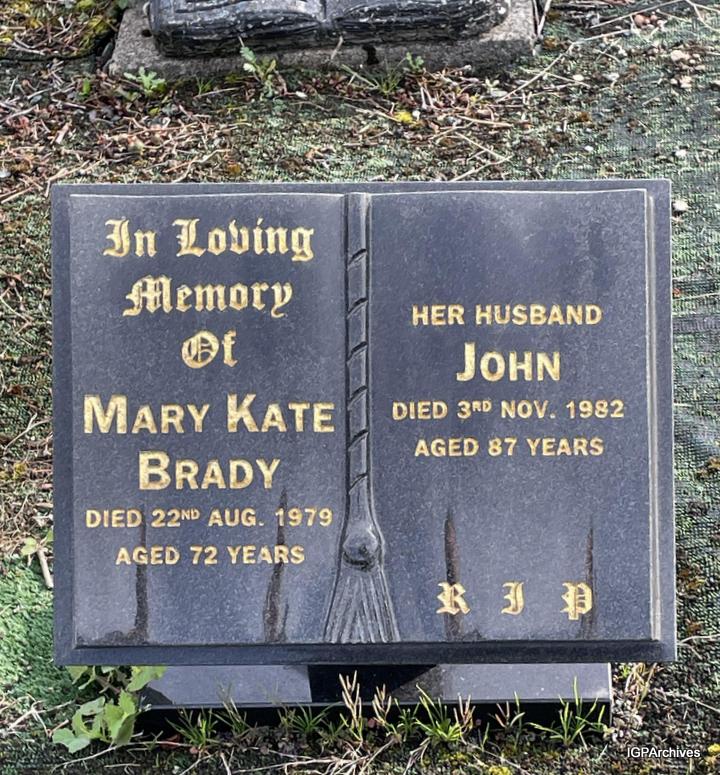 In Loving
Memory
Of
MARY KATE
BRADY
DIED 22ND AUG. 1979
AGED 72 YEARS
HER HUSBAND
JOHN
DIED 3RD NOV. 1982
AGED 87 YEARS
R I P
IGPArchives